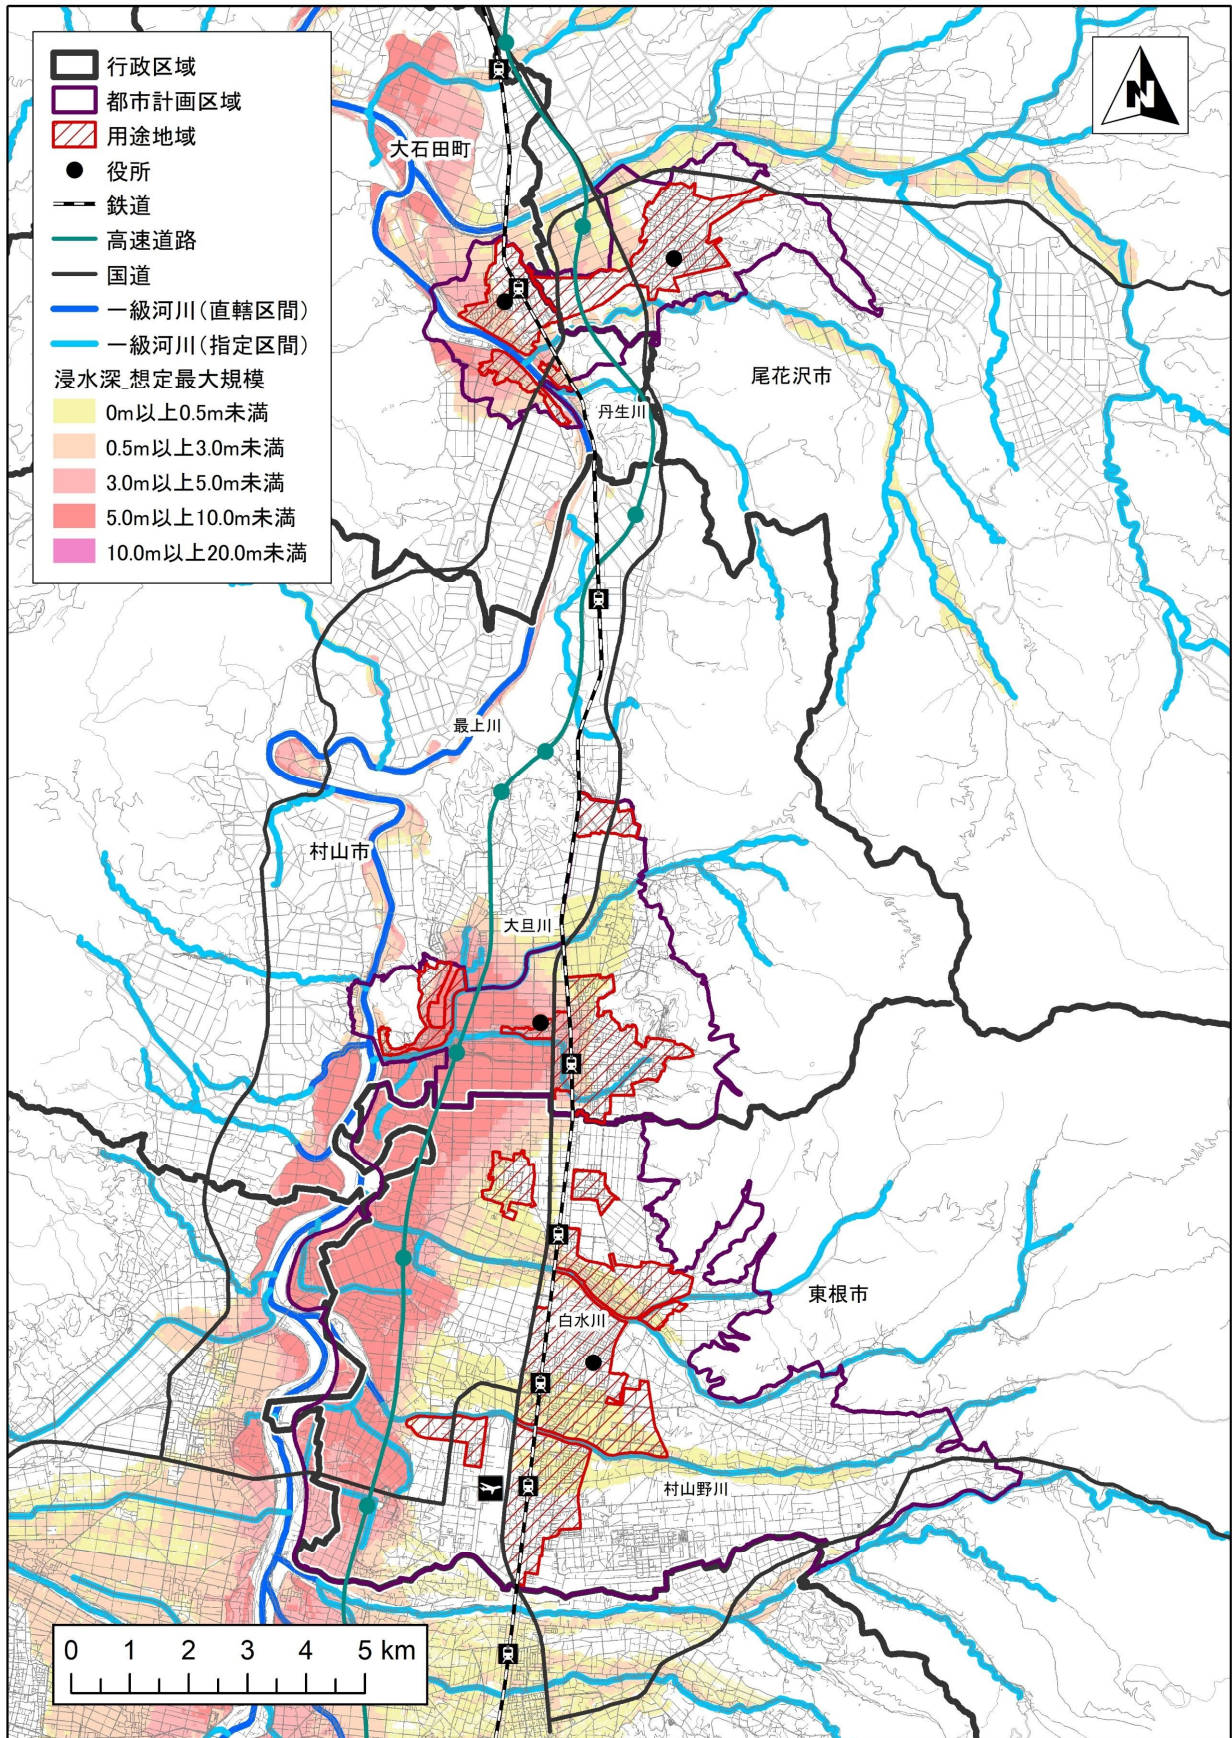 行政区域
都市計画区域
用途地域
役所
鉄道
高速道路
国道
一級河川(直轄区間)
一級河川(指定区間)
浸水深_想定最大規模
0m以上0.5m未満
0.5m以上3.0m未満
3.0m以上5.0m未満
5.0m以上10.0m未満
10.0m以上20.0m未満
N
大石田町
尾花沢市
丹生川
最上川
村山市
大旦川
東根市
白水川
村山野川
0 1 2 3 4 5 km